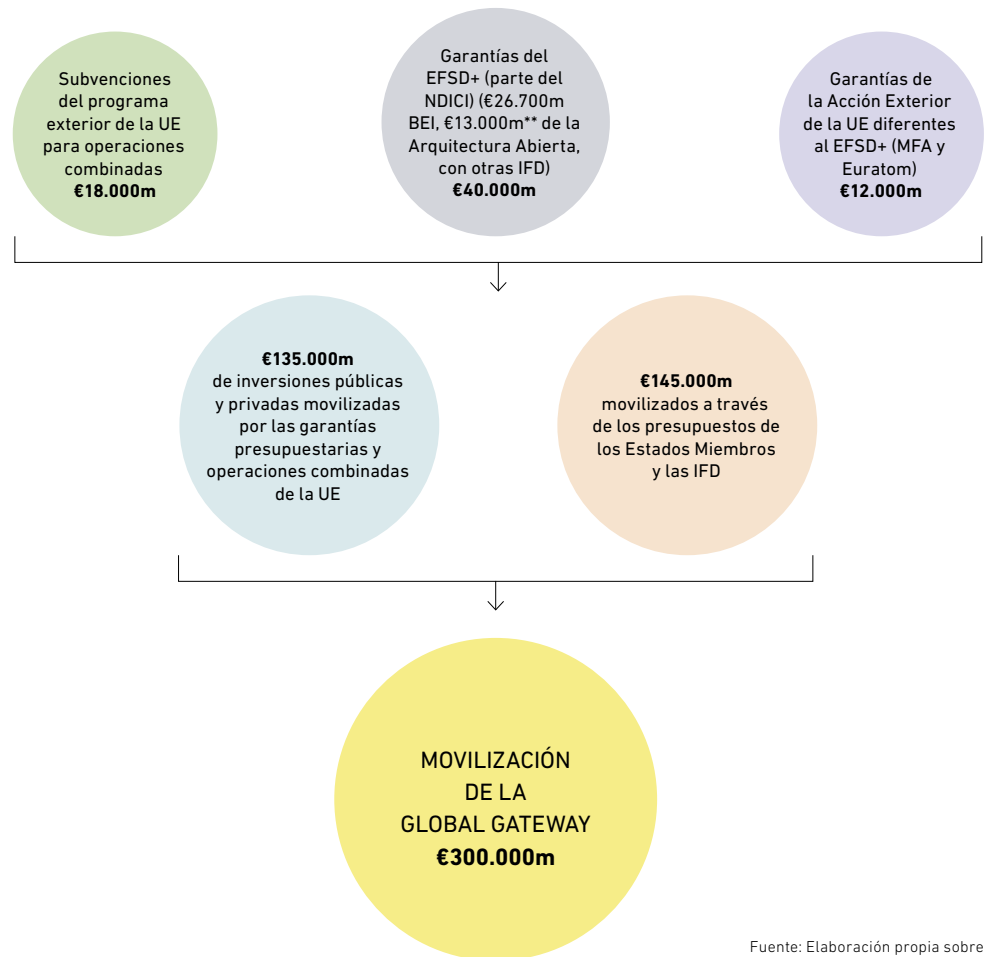 Subvenciones
del programa
exterior de la UE
para operaciones
combinadas
€18.000m
Garantías del
EFSD+ (parte del
NDICI) (€26.700m
BEI, €13.000m** de la
Arquitectura Abierta,
con otras IFD)
€40.000m
Garantías de
la Acción Exterior
de la UE diferentes
al EFSD+ (MFA y
Euratom)
€12.000m
€135.000m
de inversiones públicas
y privadas movilizadas
por las garantías
presupuestarias y
operaciones combinadas
de la UE
€145.000m
movilizados a través
de los presupuestos de
los Estados Miembros
y las IFD
MOVILIZACIÓN
DE LA
GLOBAL GATEWAY
€300.000m
Fuente: Elaboración propia sobre